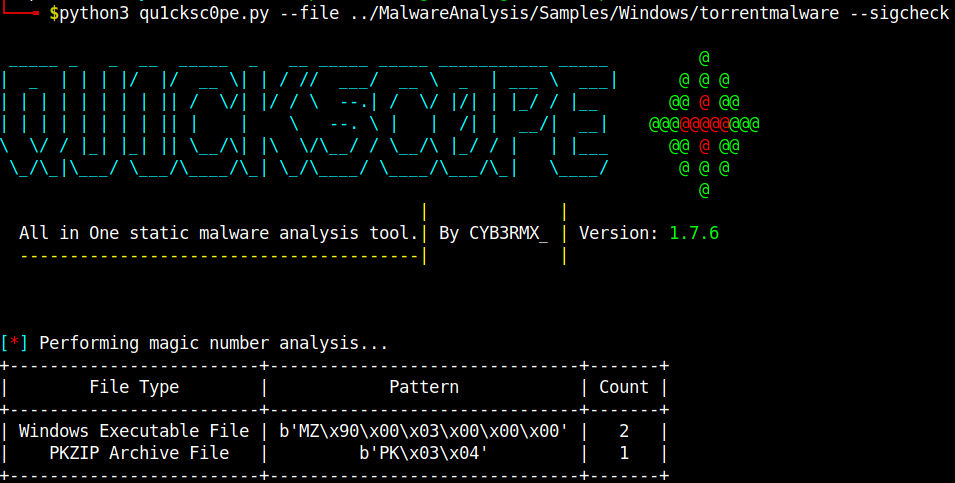 $python3 qu1cksc0pe.py --file ../MalwareAnalysis/Samples/Windows/torrentmalware --sigcheck
QU1CKSC0PE
All in One static malware analysis tool.| By CYB3RMX_ | Version: 1.7.6
[*] Performing magic number analysis...
| File Type | Pattern | Count |
| Windows Executable File | b'MZ\x90\x00\x03\x00\x00\x00' | 2 |
| PKZIP Archive File | b'PK\x03\x04' | 1 |